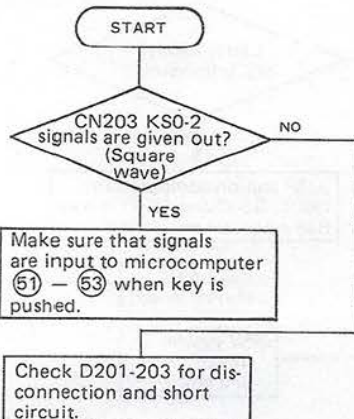 START
CN203 KS0-2
signals are given out?
(Square
wave)
NO
YES
Make sure that signals
are input to microcomputer
(51) – (53) when key is
pushed.
Check D201-203 for dis-
connection and short
circuit.